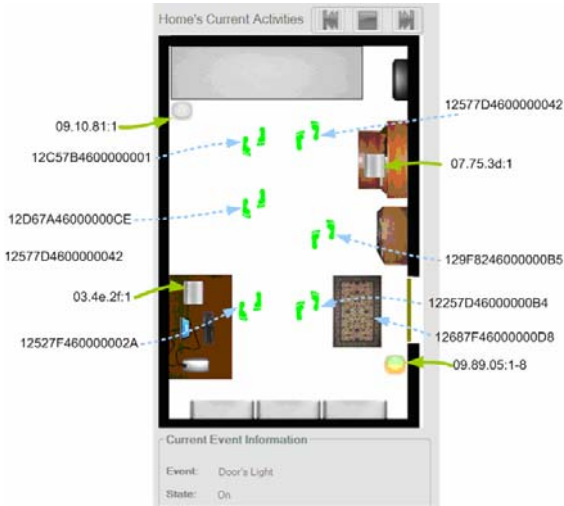 Home's Current Activities
12577D4600000042
09.10.81:1
12C57B4600000001
07.75.3d:1
12D67A46000000CE
12577D4600000042
129F8246000000B5
03.4e.2f:1
12257D46000000B4
12527F460000002A
12687F46000000D8
09.89.05:1-8
Current Event Information
Event: Door's Light
State: On